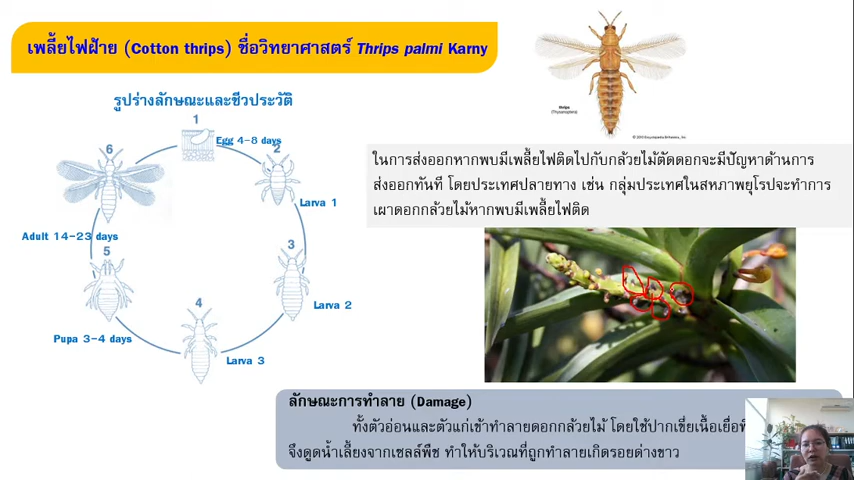 เพลี้ยไฟฝ้าย (Cotton thrips) ชื่อวิทยาศาสตร์ Thrips palmi Karny
รูปร่างลักษณะและชีวประวัติ
1
Egg 4-8 days
2
Larva 1
3
Larva 2
4
Larva 3
5
Pupa 3-4 days
6
Adult 14-23 days
thrips
(Thysanoptera)
ในการส่งออกหากพบมีเพลี้ยไฟติดไปกับกล้วยไม้ตัดดอกจะมีปัญหาด้านการ
ส่งออกทันที โดยประเทศปลายทาง เช่น กลุ่มประเทศในสหภาพยุโรปจะทำการ
เผาดอกกล้วยไม้หากพบมีเพลี้ยไฟติด
ลักษณะการทำลาย (Damage)
ทั้งตัวอ่อนและตัวแก่เข้าทำลายดอกกล้วยไม้ โดยใช้ปากเขี่ยเนื้อเยื่อ
จึงดูดน้ำเลี้ยงจากเซลล์พืช ทำให้บริเวณที่ถูกทำลายเกิดรอยด่างขาว